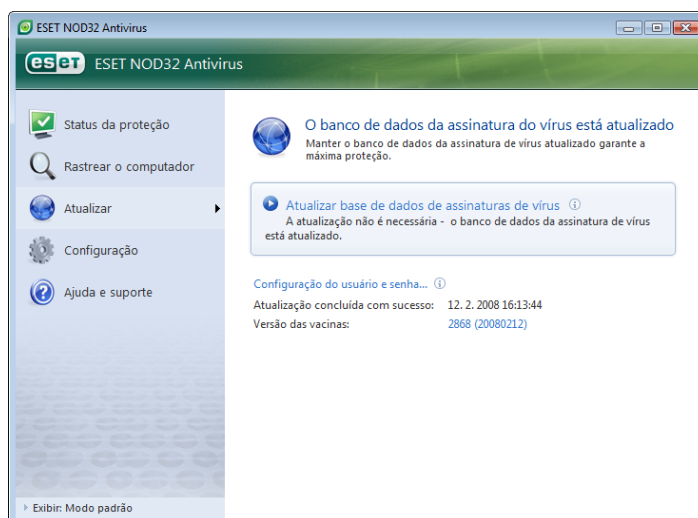 ESET NOD32 Antivirus
eset ESET NOD32 Antivirus
Status da proteção
Rastrear o computador
Atualizar
Configuração
Ajuda e suporte
Exibir: Modo padrão
O banco de dados da assinatura do vírus está atualizado
Manter o banco de dados da assinatura de vírus atualizado garante a
máxima proteção.
Atualizar base de dados de assinaturas de vírus
A atualização não é necessária - o banco de dados da assinatura de vírus
está atualizado.
Configuração do usuário e senha...
Atualização concluída com sucesso: 12. 2. 2008 16:13:44
Versão das vacinas: 2868 (20080212)